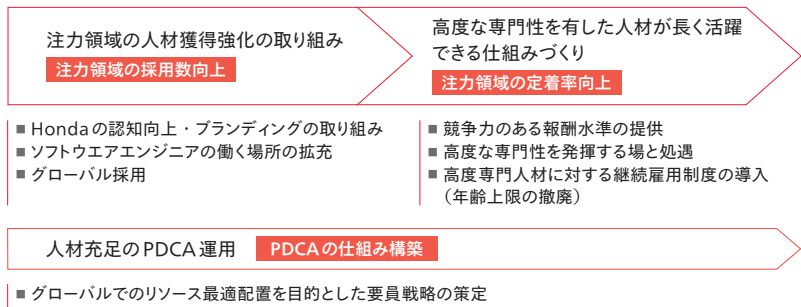 注力領域の人材獲得強化の取り組み
注力領域の採用数向上
高度な専門性を有した人材が長く活躍
できる仕組みづくり
注力領域の定着率向上
■ Hondaの認知向上・ブランディングの取り組み
■ ソフトウエアエンジニアの働く場所の拡充
■ グローバル採用
■ 競争力のある報酬水準の提供
■ 高度な専門性を発揮する場と処遇
■ 高度専門人材に対する継続雇用制度の導入
（年齢上限の撤廃）
人材充足のPDCA運用 PDCAの仕組み構築
■ グローバルでのリソース最適配置を目的とした要員戦略の策定